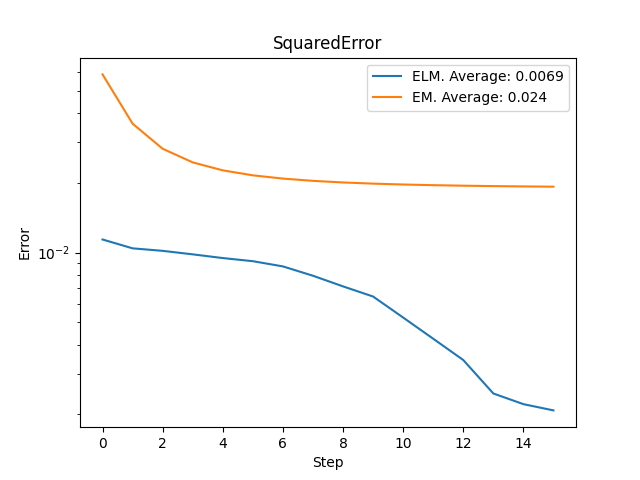 SquaredError
ELM. Average: 0.0069
EM. Average: 0.024
Error
10⁻²
0 2 4 6 8 10 12 14
Step